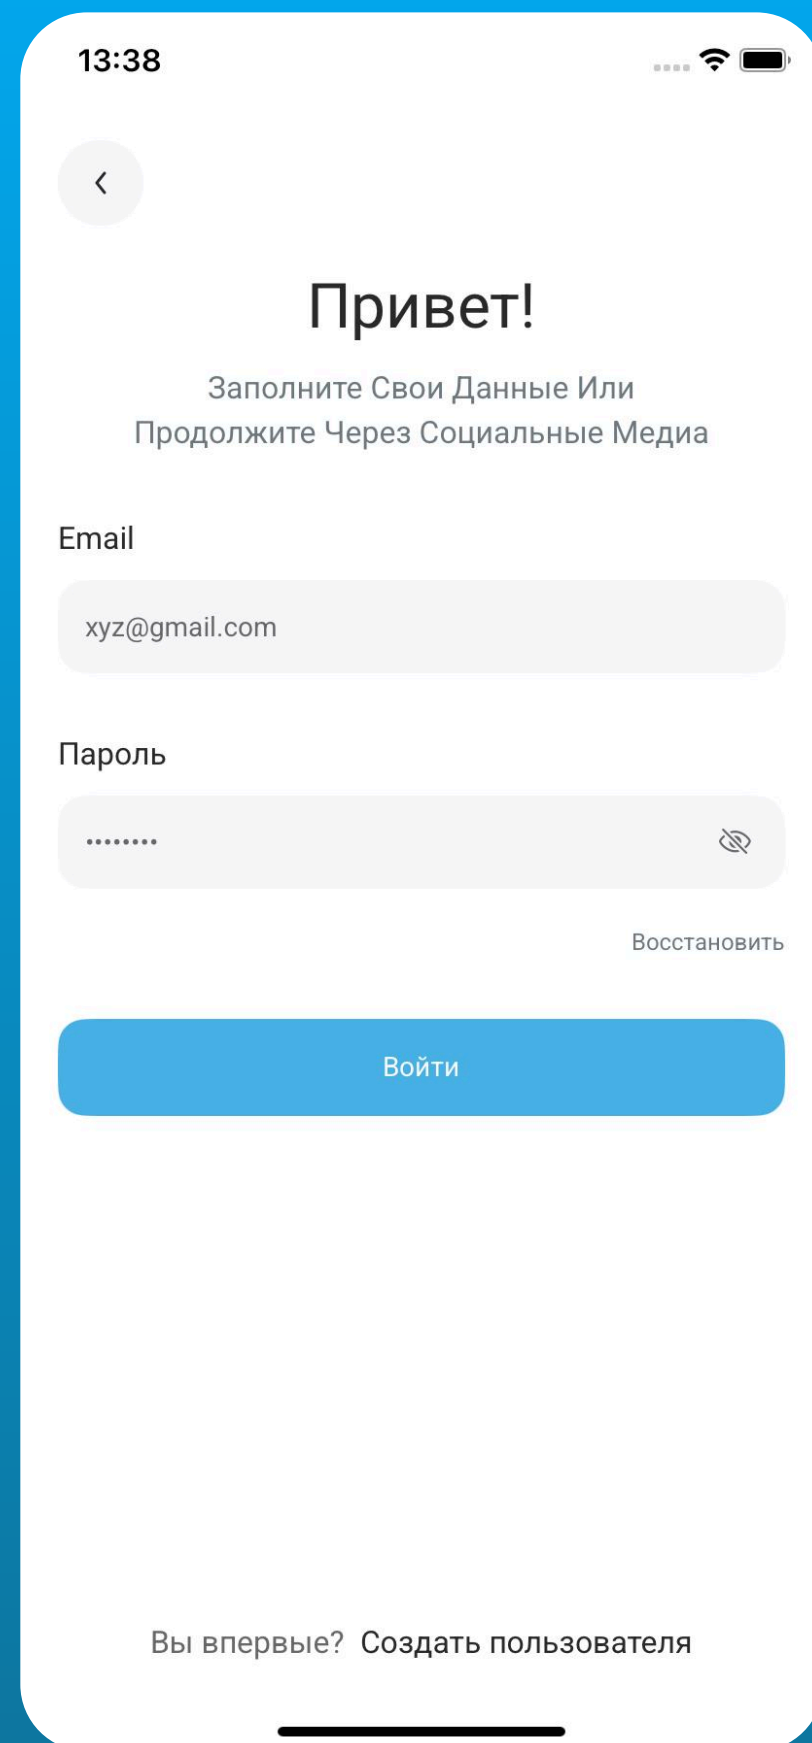 13:38
Привет!
Заполните Свои Данные Или
Продолжите Через Социальные Медиа
Email
xyz@gmail.com
Пароль
••••••••
Восстановить
Войти
Вы впервые? Создать пользователя